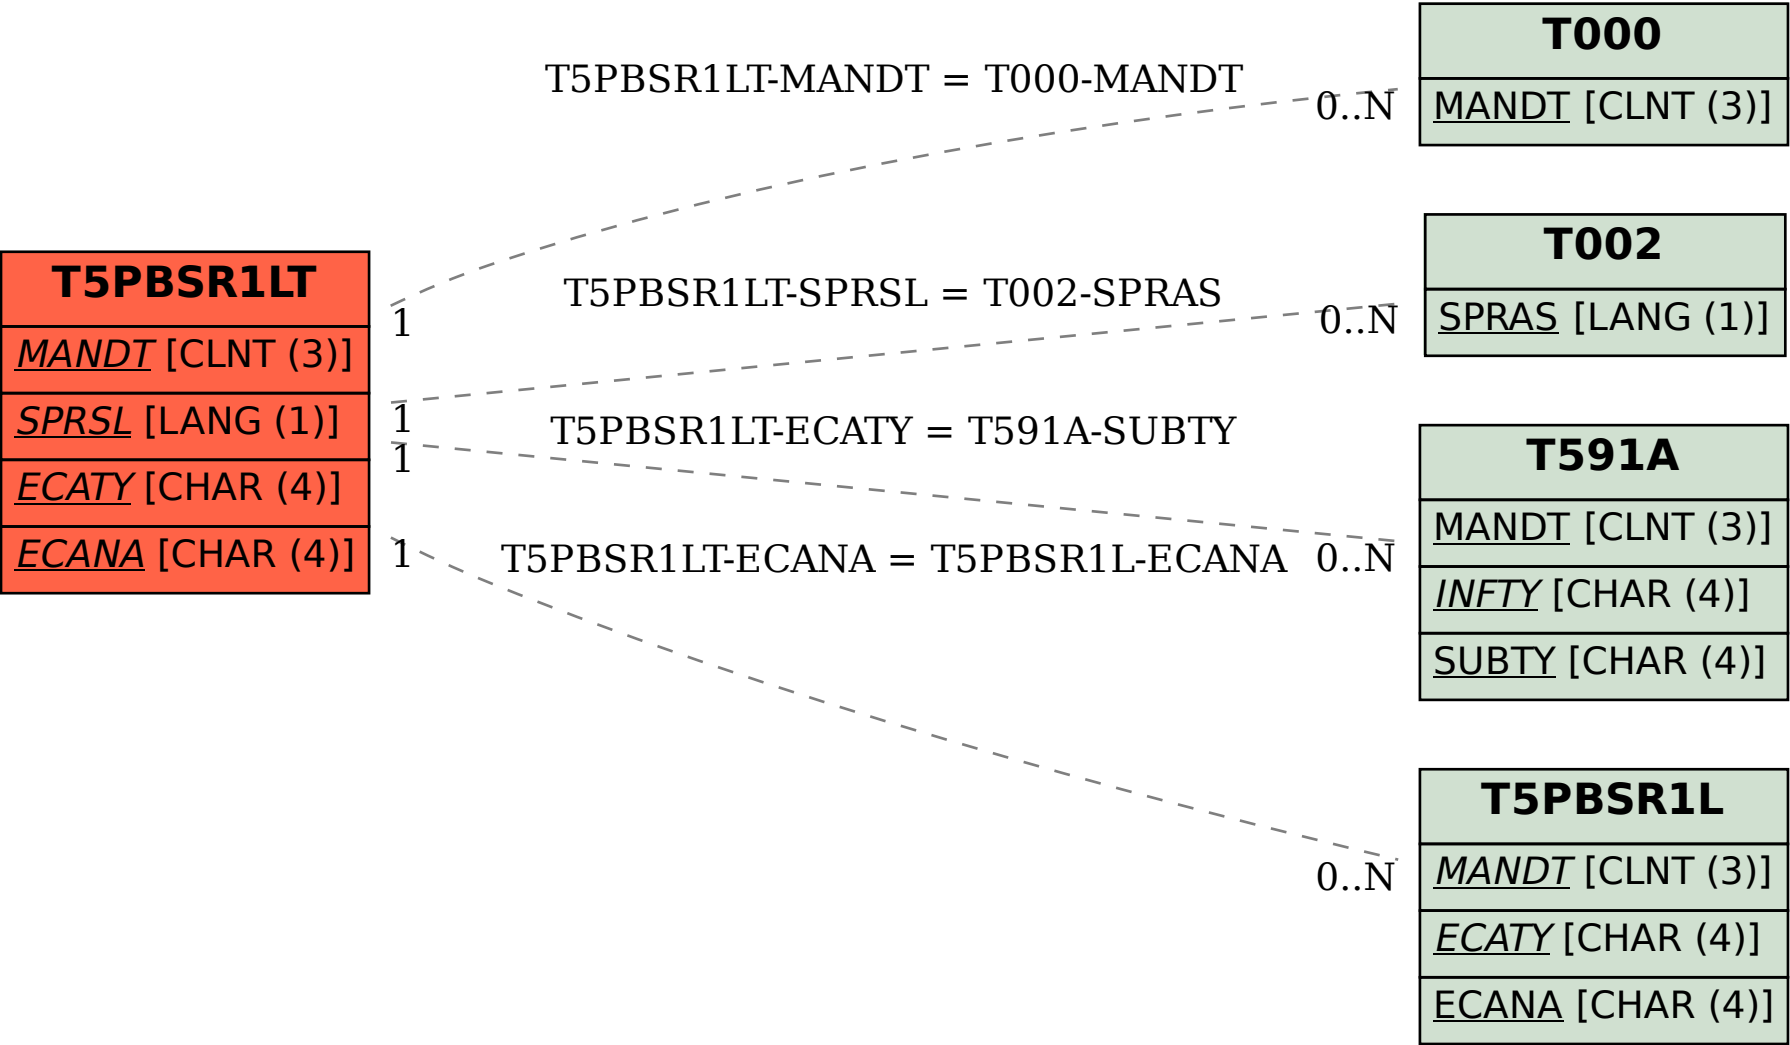 T5PBSR1LT
MANDT [CLNT (3)]
SPRSL [LANG (1)]
ECATY [CHAR (4)]
ECANA [CHAR (4)]
T5PBSR1LT-MANDT = T000-MANDT
1
0..N
T5PBSR1LT-SPRSL = T002-SPRAS
1
0..N
T5PBSR1LT-ECATY = T591A-SUBTY
1
0..N
T5PBSR1LT-ECANA = T5PBSR1L-ECANA
1
0..N
T000
MANDT [CLNT (3)]
T002
SPRAS [LANG (1)]
T591A
MANDT [CLNT (3)]
INFTY [CHAR (4)]
SUBTY [CHAR (4)]
T5PBSR1L
MANDT [CLNT (3)]
ECATY [CHAR (4)]
ECANA [CHAR (4)]